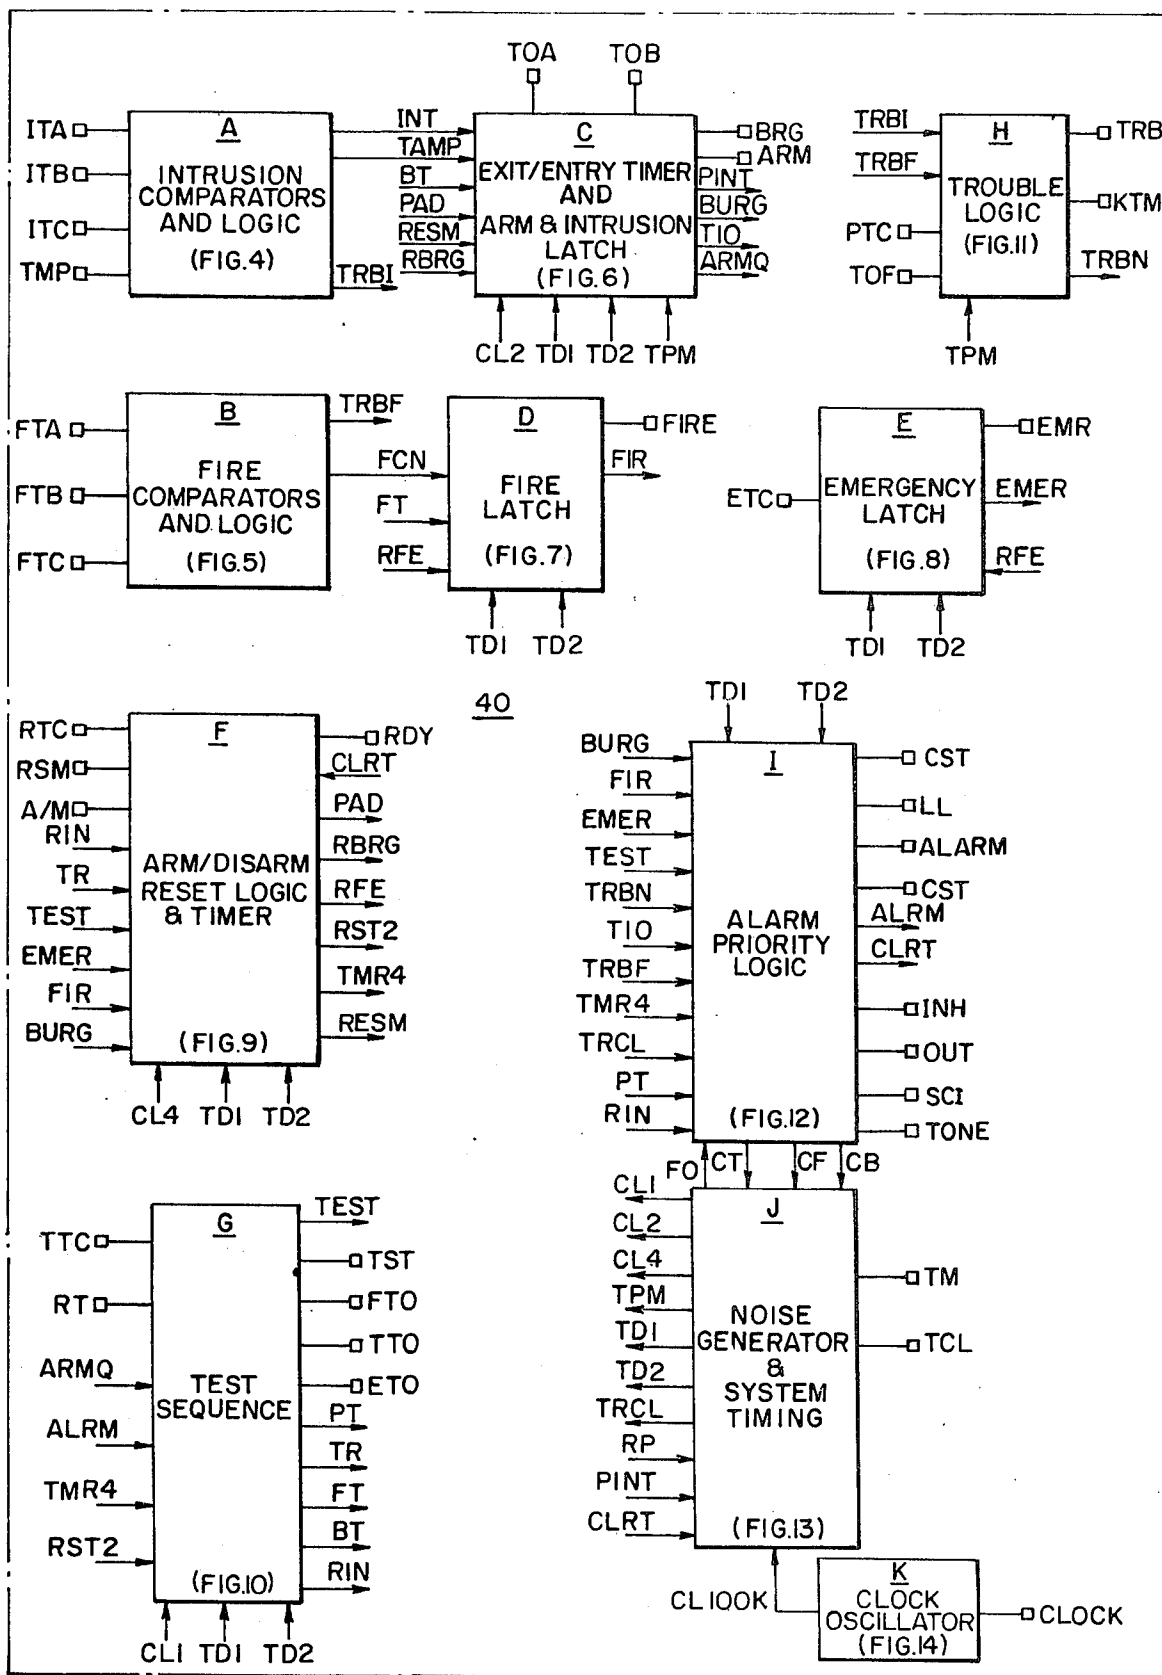 TOA
TOB
ITA
ITB
ITC
TMP
A
INTRUSION
COMPARATORS
AND LOGIC
(FIG.4)
TRBI
INT
TAMP
BT
PAD
RESM
RBRG
C
EXIT/ENTRY TIMER
AND
ARM & INTRUSION
LATCH
(FIG.6)
BRG
ARM
PINT
BURG
TIO
ARMQ
CL2
TD1
TD2
TPM
TRBI
TRBF
PTC
TOF
H
TROUBLE
LOGIC
(FIG.11)
TRB
KTM
TRBN
TPM
FTA
FTB
FTC
B
FIRE
COMPARATORS
AND LOGIC
(FIG.5)
TRBF
FCN
FT
RFE
D
FIRE
LATCH
(FIG.7)
FIRE
FIR
TD1
TD2
ETC
E
EMERGENCY
LATCH
(FIG.8)
EMR
EMER
RFE
TD1
TD2
40
RTC
RSM
A/M
RIN
TR
TEST
EMER
FIR
BURG
F
ARM/DISARM
RESET LOGIC
& TIMER
(FIG.9)
RDY
CLRT
PAD
RBRG
RFE
RST2
TMR4
RESM
CL4
TD1
TD2
TD1
TD2
BURG
FIR
EMER
TEST
TRBN
TIO
TRBF
TMR4
TRCL
PT
RIN
I
ALARM
PRIORITY
LOGIC
(FIG.12)
CST
LL
ALARM
CST
ALRM
CLRT
INH
OUT
SCI
TONE
FO
CT
CF
CB
TTC
RT
ARMQ
ALRM
TMR4
RST2
G
TEST
SEQUENCE
(FIG.10)
TEST
TST
FTO
TTO
ETO
PT
TR
FT
BT
RIN
CL1
TD1
TD2
CL1
CL2
CL4
TPM
TD1
TD2
TRCL
RP
PINT
CLRT
J
NOISE
GENERATOR
&
SYSTEM
TIMING
(FIG.13)
TM
TCL
CL100K
K
CLOCK
OSCILLATOR
(FIG.14)
CLOCK